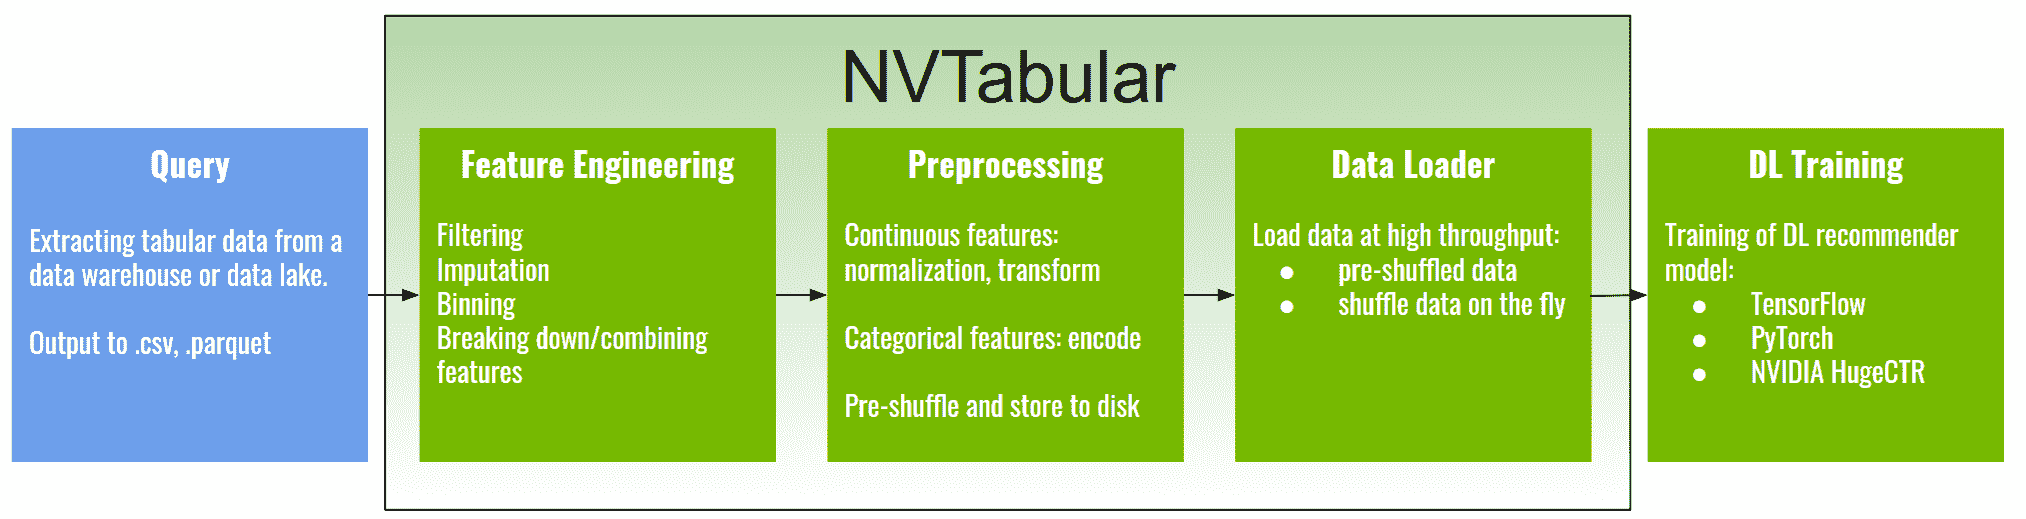 NVTabular
Query
Extracting tabular data from a
data warehouse or data lake.
Output to .csv, .parquet
Feature Engineering
Filtering
Imputation
Binning
Breaking down/combining
features
Preprocessing
Continuous features:
normalization, transform
Categorical features: encode
Pre-shuffle and store to disk
Data Loader
Load data at high throughput:
● pre-shuffled data
● shuffle data on the fly
DL Training
Training of DL recommender
model:
● TensorFlow
● PyTorch
● NVIDIA HugeCTR